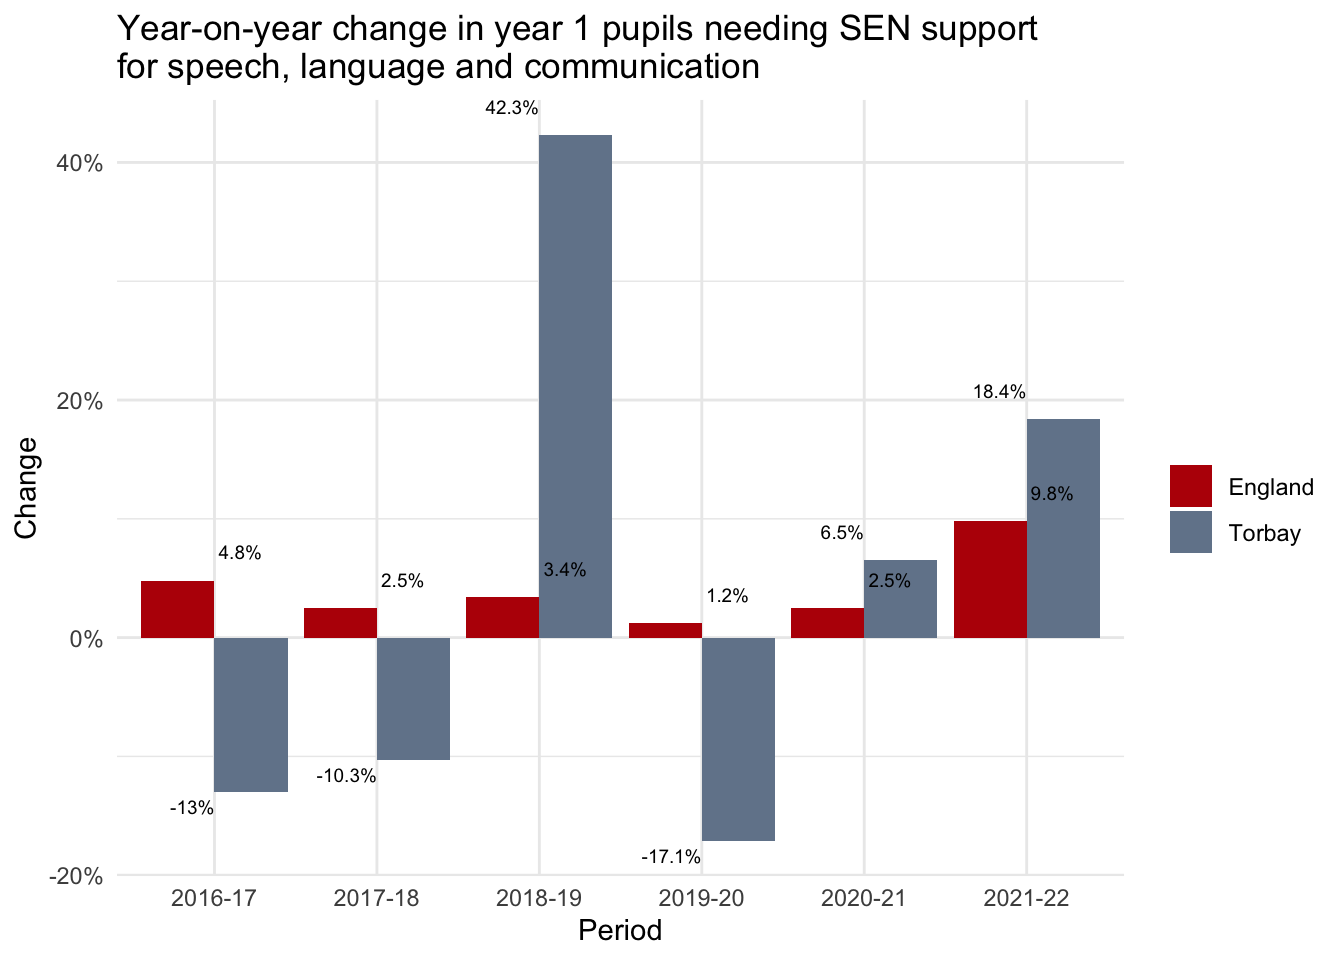 Year-on-year change in year 1 pupils needing SEN support
for speech, language and communication
42.3%
40%
20%
18.4%
9.8%
England
6.5%
Torbay
4.8%
3.4%
2.5%
2.5%
1.2%
0%
-10.3%
-13%
-17.1%
-20%
Change
2016-17 2017-18 2018-19 2019-20 2020-21 2021-22
Period